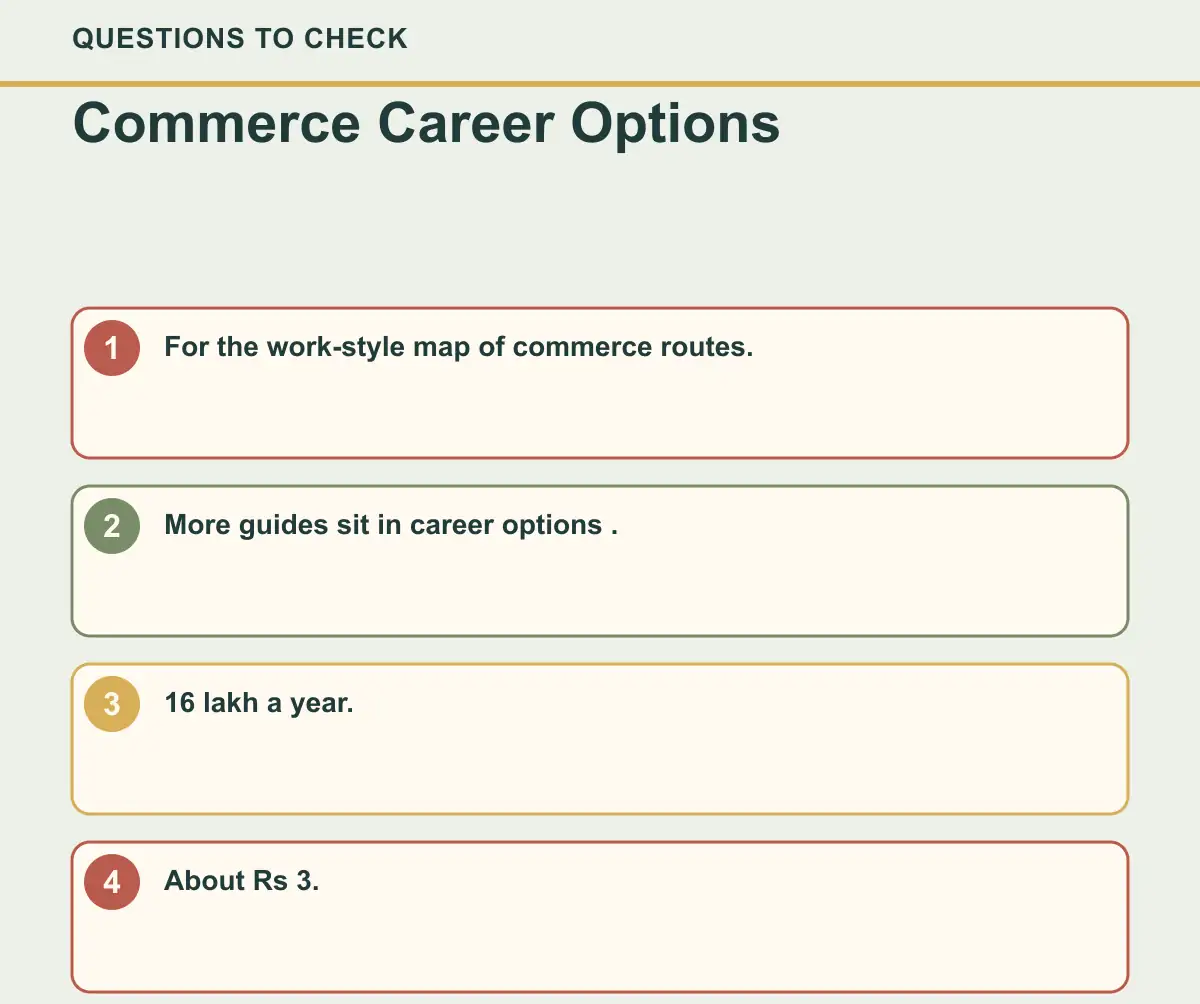 QUESTIONS TO CHECK
Commerce Career Options
1 For the work-style map of commerce routes.
2 More guides sit in career options .
3 16 lakh a year.
4 About Rs 3.